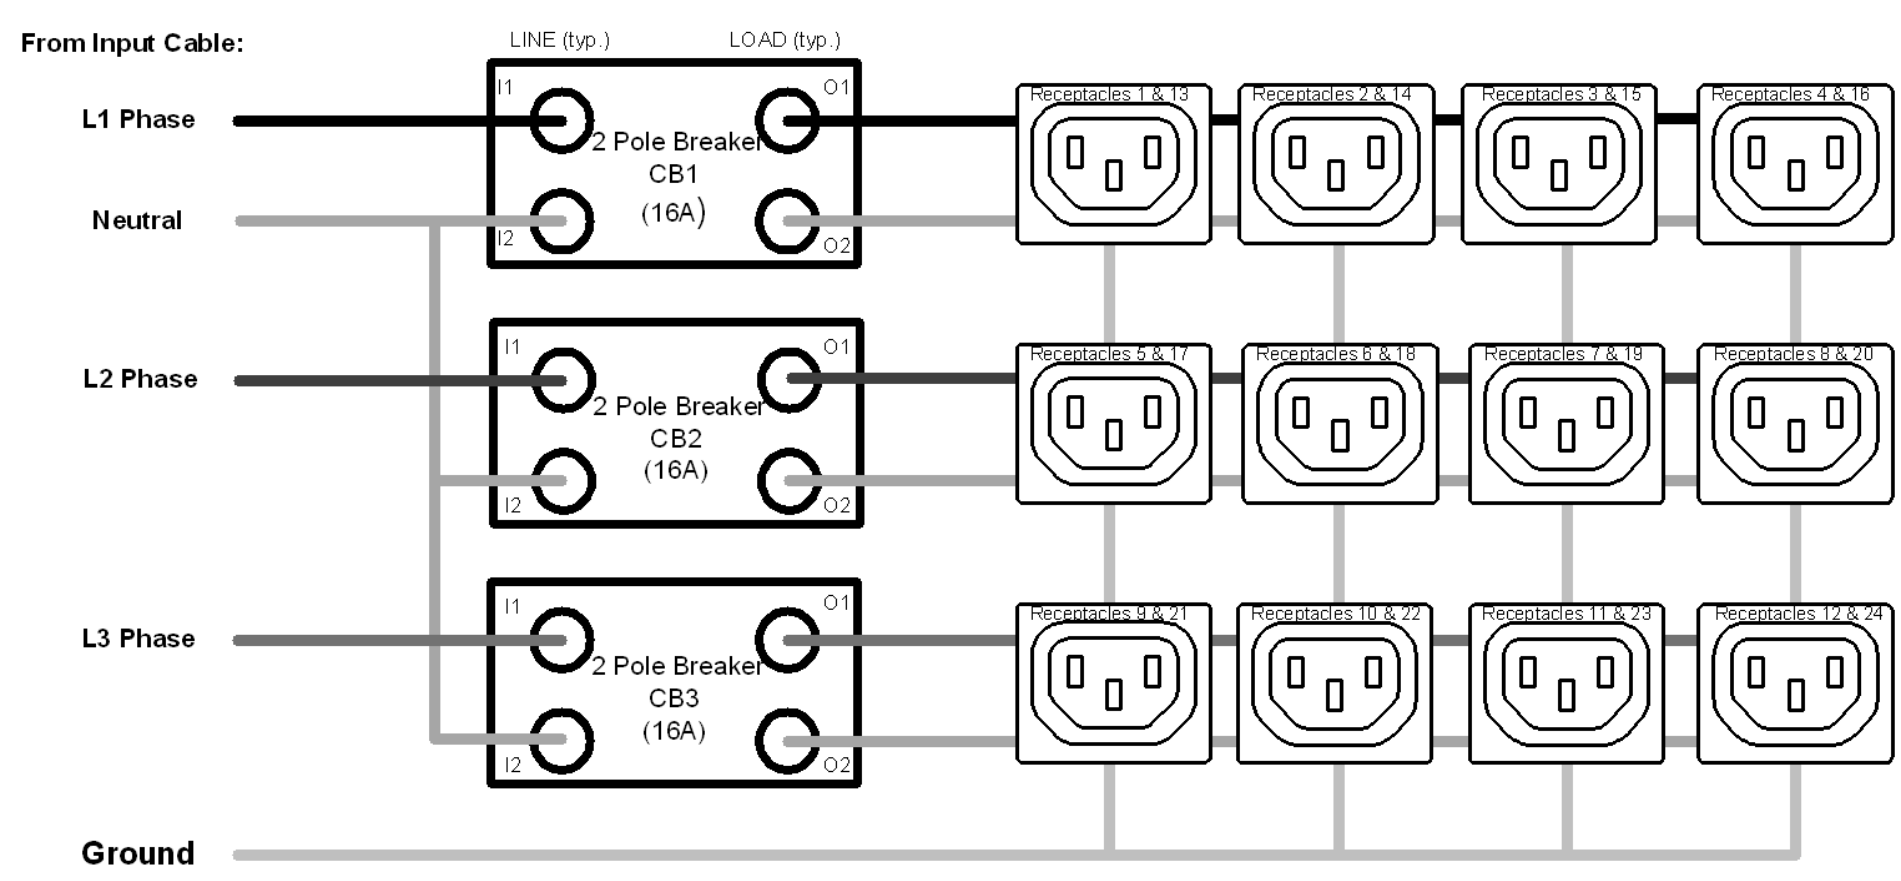 From Input Cable:
LINE (typ.)
LOAD (typ.)
L1 Phase
I1
O1
2 Pole Breaker
CB1
(16A)
Neutral
I2
O2
Receptacles 1 & 13
Receptacles 2 & 14
Receptacles 3 & 15
Receptacles 4 & 16
L2 Phase
I1
O1
2 Pole Breaker
CB2
(16A)
I2
O2
Receptacles 5 & 17
Receptacles 6 & 18
Receptacles 7 & 19
Receptacles 8 & 20
L3 Phase
I1
O1
2 Pole Breaker
CB3
(16A)
I2
O2
Receptacles 9 & 21
Receptacles 10 & 22
Receptacles 11 & 23
Receptacles 12 & 24
Ground